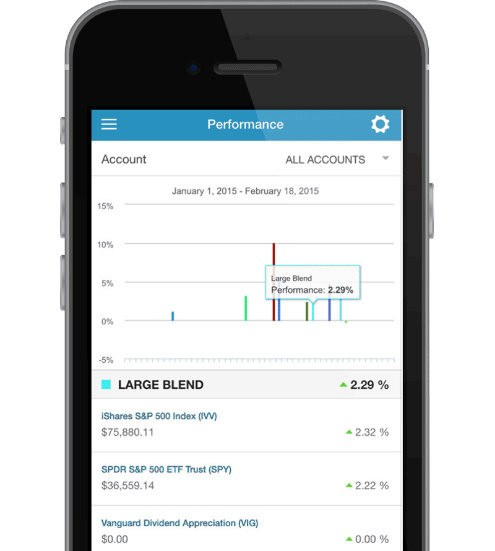 Performance
Account ALL ACCOUNTS
January 1, 2015 - February 18, 2015
15%
10%
5%
0%
-5%
Large Blend
Performance: 2.29%
LARGE BLEND 2.29 %
iShares S&P 500 Index (IVV)
$75,880.11 2.32 %
SPDR S&P 500 ETF Trust (SPY)
$36,559.14 2.22 %
Vanguard Dividend Appreciation (VIG)
$0.00 0.00 %